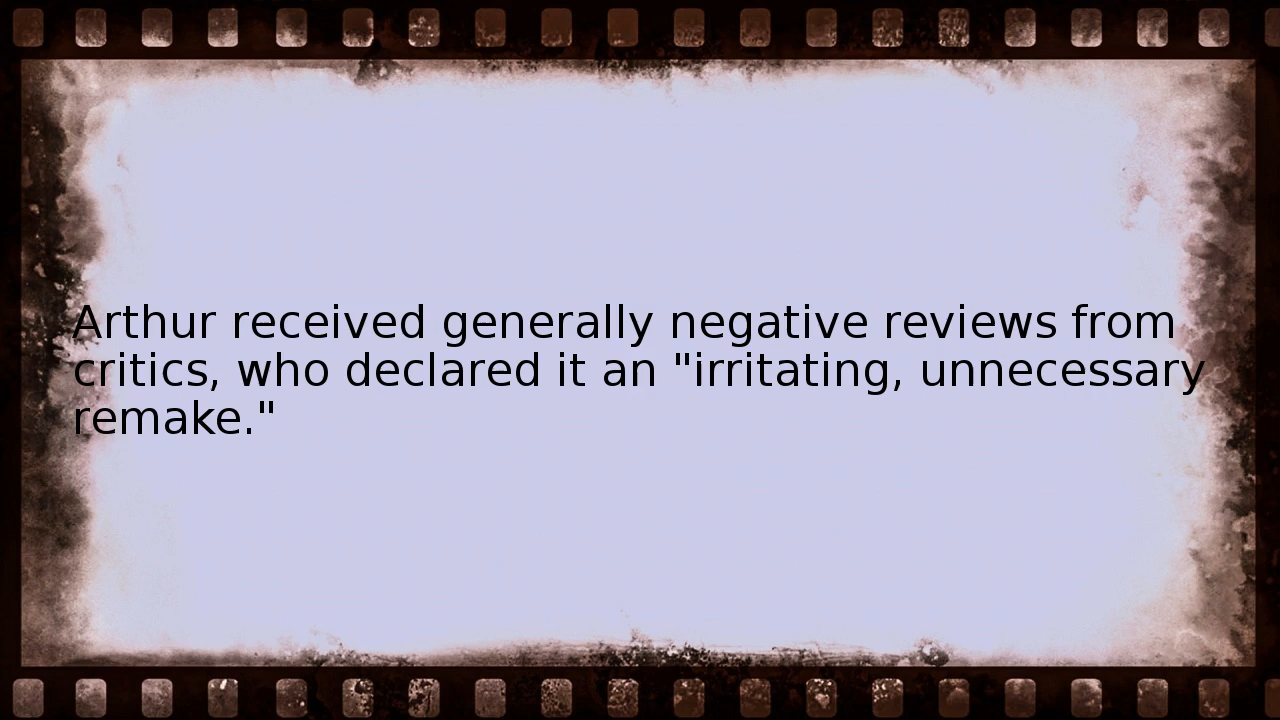 Arthur received generally negative reviews from
critics, who declared it an "irritating, unnecessary
remake."